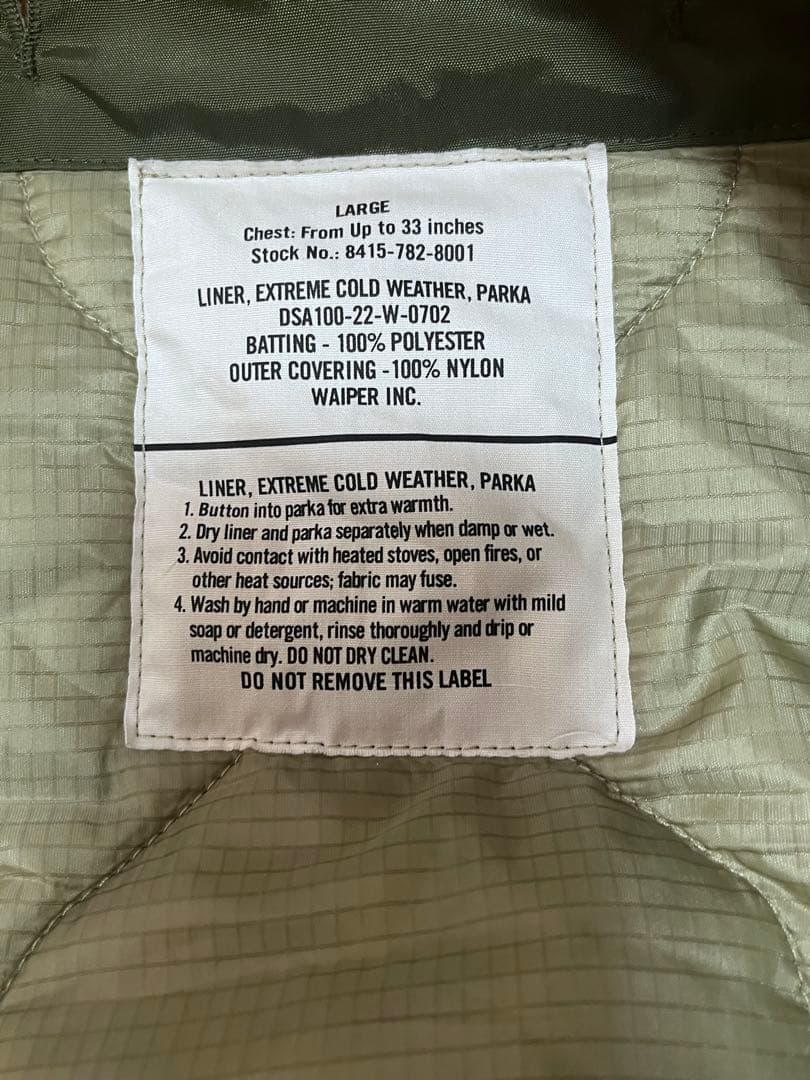 LARGE
Chest: From Up to 33 inches
Stock No.: 8415-782-8001
LINER, EXTREME COLD WEATHER, PARKA
DSA100-22-W-0702
BATTING - 100% POLYESTER
OUTER COVERING -100% NYLON
WAIPER INC.
LINER, EXTREME COLD WEATHER, PARKA
1. Button into parka for extra warmth.
2. Dry liner and parka separately when damp or wet.
3. Avoid contact with heated stoves, open fires, or
other heat sources; fabric may fuse.
4. Wash by hand or machine in warm water with mild
soap or detergent, rinse thoroughly and drip or
machine dry. DO NOT DRY CLEAN.
DO NOT REMOVE THIS LABEL